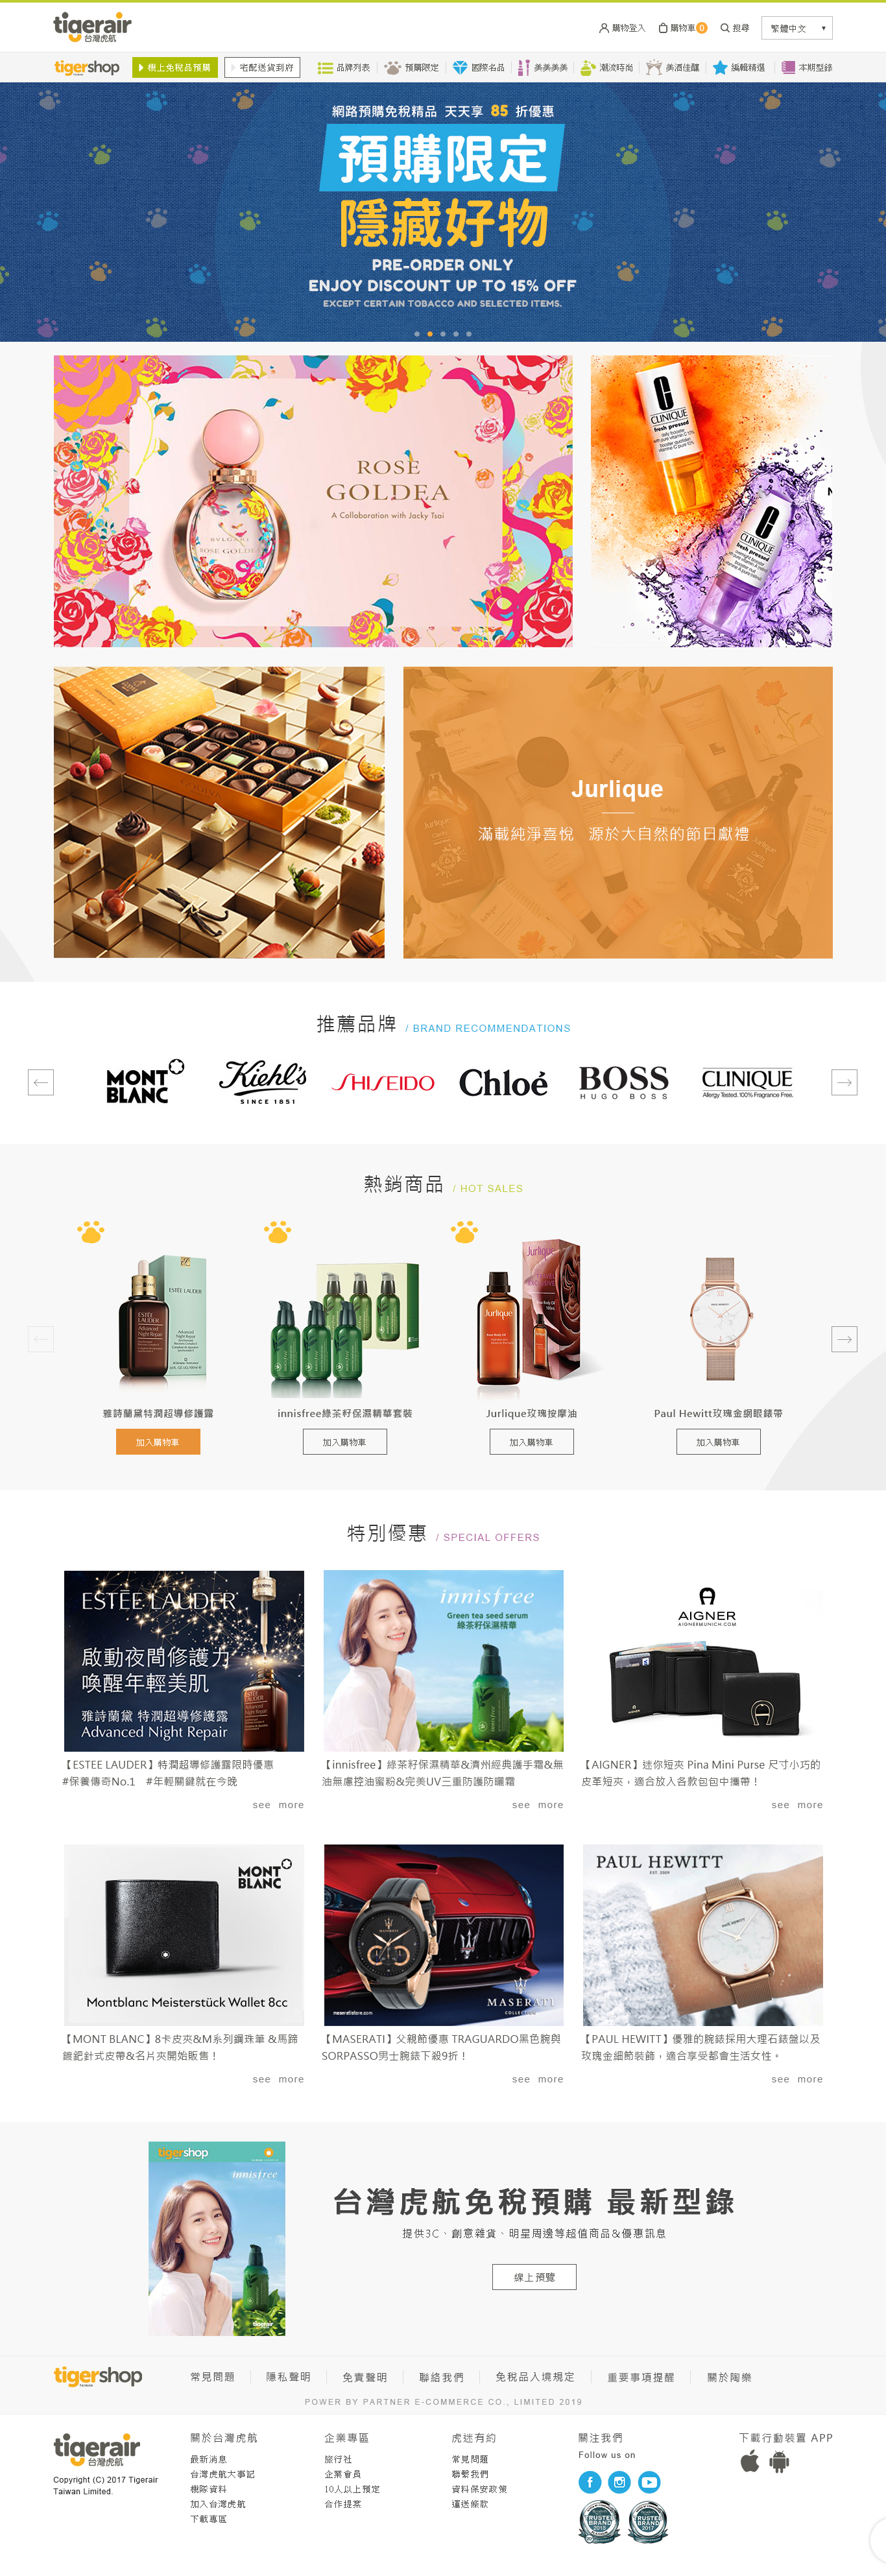 tigerair
台灣虎航
購物登入
購物車 0
搜尋
繁體中文
tigershop
機上免稅品預購
宅配送貨到府
品牌列表
預購限定
國際名品
美美美美
潮流時尚
美酒佳釀
編輯精選
本期型錄
網路預購免稅精品 天天享 85 折優惠
預購限定
隱藏好物
PRE-ORDER ONLY
ENJOY DISCOUNT UP TO 15% OFF
EXCEPT CERTAIN TOBACCO AND SELECTED ITEMS.
ROSE
GOLDEA
A Collaboration with Jacky Tsai
BVLGARI
ROSE GOLDEA
CLINIQUE
fresh pressed
CLINIQUE
fresh pressed
Jurlique
滿載純淨喜悅 源於大自然的節日獻禮
推薦品牌 / BRAND RECOMMENDATIONS
MONT
BLANC
Kiehl's
SINCE 1851
SHISEIDO
Chloé
BOSS
HUGO BOSS
CLINIQUE
Allergy Tested. 100% Fragrance Free.
熱銷商品 / HOT SALES
ESTĒE LAUDER
Advanced Night Repair
Jurlique
PAUL HEWITT
雅詩蘭黛特潤超導修護露
innisfree綠茶籽保濕精華套裝
Jurlique玫瑰按摩油
Paul Hewitt玫瑰金網眼錶帶
加入購物車
加入購物車
加入購物車
加入購物車
特別優惠 / SPECIAL OFFERS
ESTĒE LAUDER
啟動夜間修護力
喚醒年輕美肌
雅詩蘭黛 特潤超導修護露
Advanced Night Repair
innisfree
Green tea seed serum
綠茶籽保濕精華
AIGNER
AIGNERMUNICH.COM
【ESTEE LAUDER】特潤超導修護露限時優惠
#保養傳奇No.1 #年輕關鍵就在今晚
see more
【innisfree】綠茶籽保濕精華&濟州經典護手霜&無
油無慮控油蜜粉&完美UV三重防護防曬霜
see more
【AIGNER】迷你短夾 Pina Mini Purse 尺寸小巧的
皮革短夾，適合放入各款包包中攜帶！
see more
MONT
BLANC
Montblanc Meisterstück Wallet 8cc
maseratistore.com
MASERATI
PAUL HEWITT
EST. 2009
PAUL HEWITT
【MONT BLANC】8卡皮夾&M系列鋼珠筆 &馬蹄
鍍鈀針式皮帶&名片夾開始販售！
see more
【MASERATI】父親節優惠 TRAGUARDO黑色腕與
SORPASSO男士腕錶下殺9折！
see more
【PAUL HEWITT】優雅的腕錶採用大理石錶盤以及
玫瑰金細節裝飾，適合享受都會生活女性。
see more
tigershop
innisfree
tigerair
台灣虎航免稅預購 最新型錄
提供3C、創意雜貨、明星周邊等超值商品&優惠訊息
線上預覽
tigershop
常見問題
隱私聲明
免責聲明
聯絡我們
免稅品入境規定
重要事項提醒
關於陶樂
POWER BY PARTNER E-COMMERCE CO., LIMITED 2019
tigerair
台灣虎航
Copyright (C) 2017 Tigerair
Taiwan Limited.
關於台灣虎航
最新消息
台灣虎航大事記
機隊資料
加入台灣虎航
下載專區
企業專區
旅行社
企業會員
10人以上預定
合作提案
虎迷有約
常見問題
聯繫我們
資料保安政策
運送條款
關注我們
Follow us on
TRUSTED
BRAND
2018
TRUSTED
BRAND
2017
下載行動裝置 APP